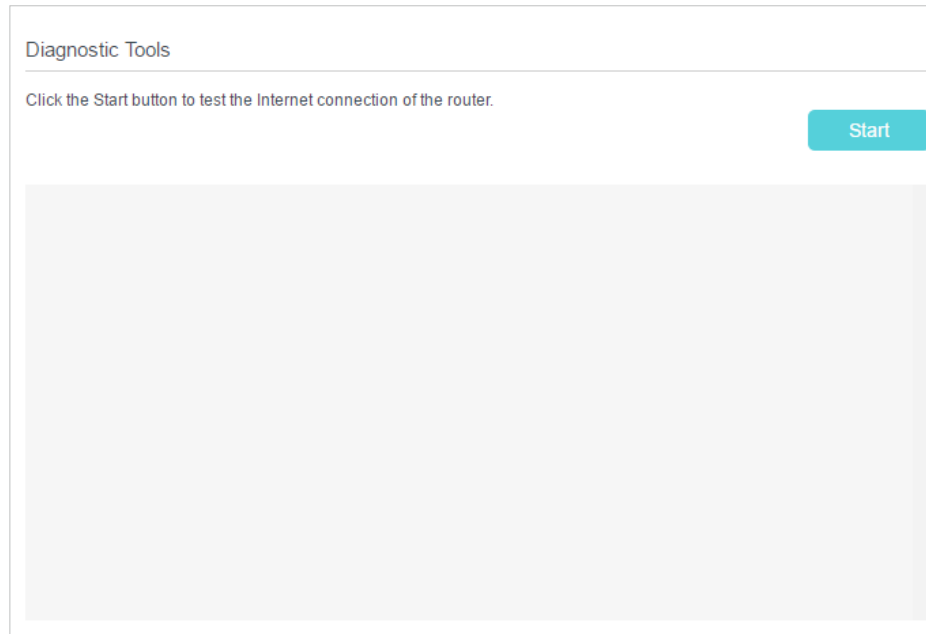 Diagnostic Tools
Click the Start button to test the Internet connection of the router.
Start